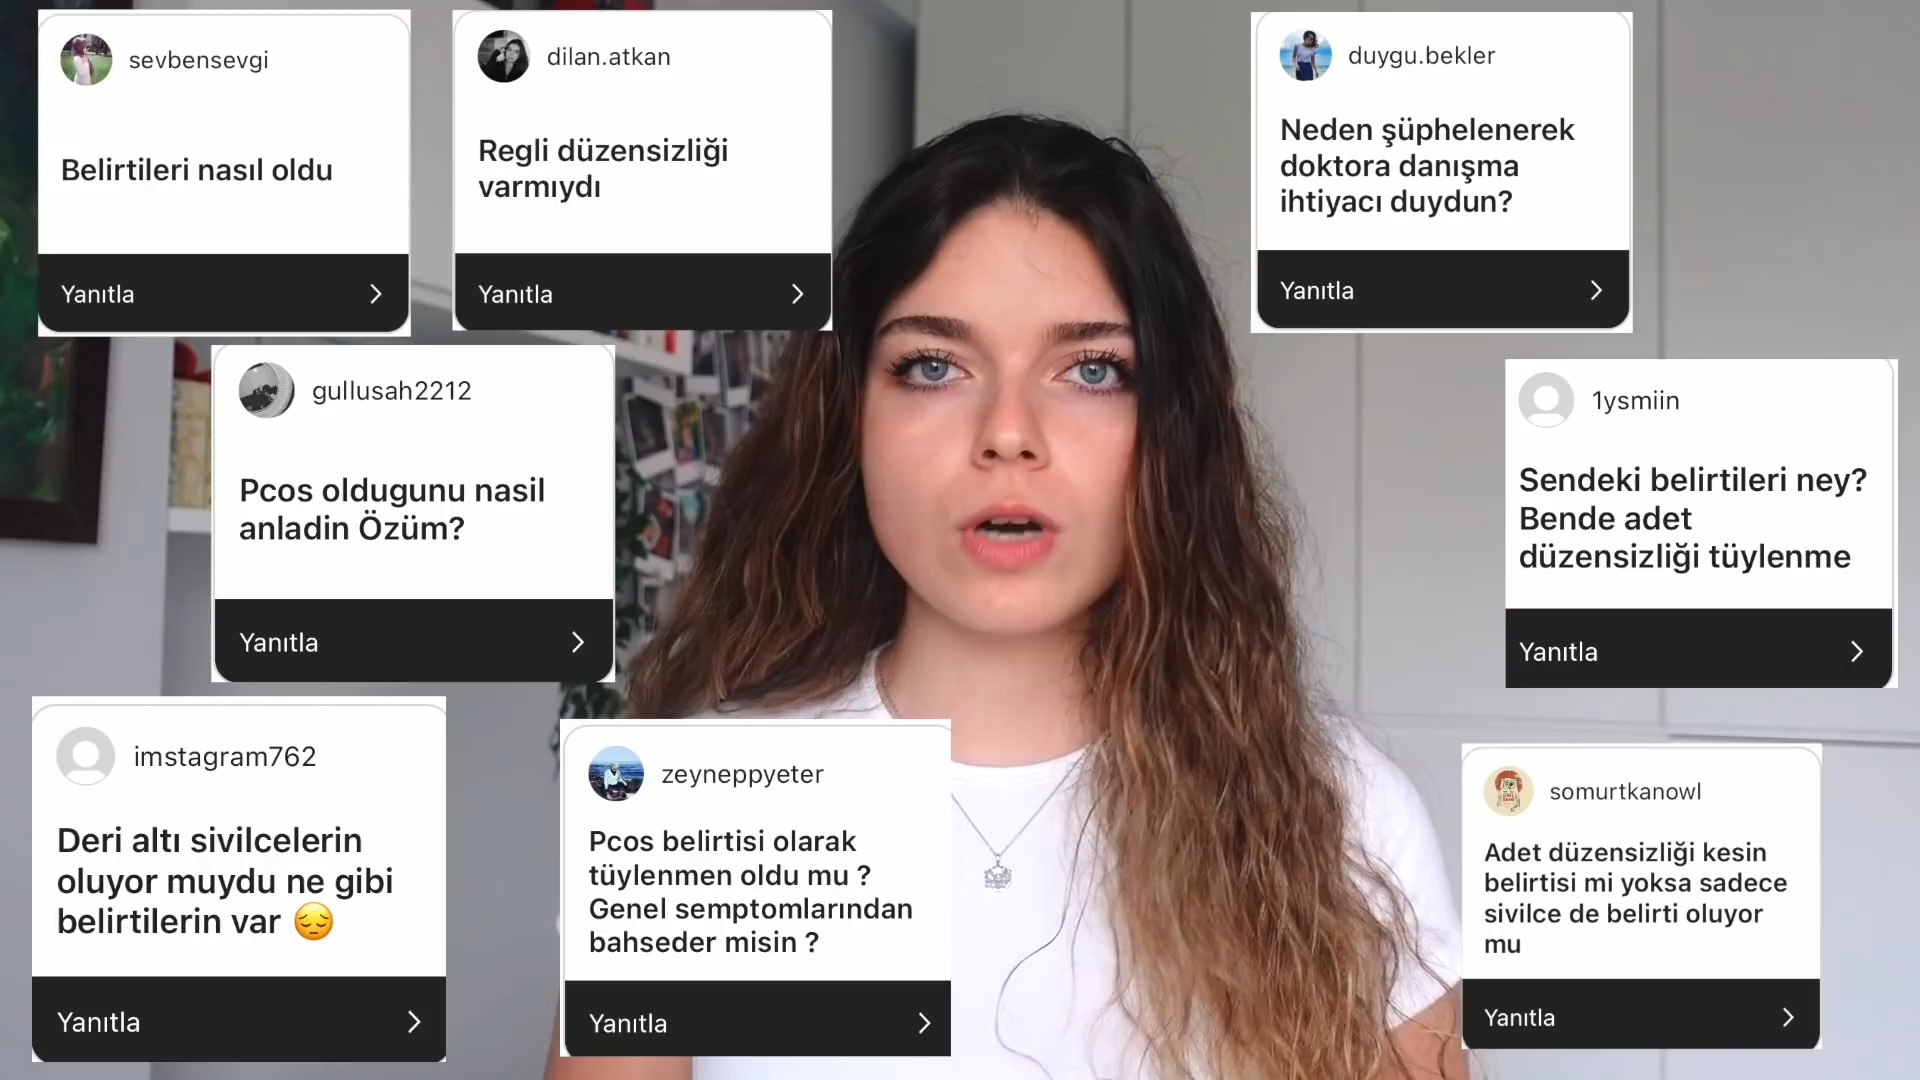 sevbensevgi
Belirtileri nasıl oldu
Yanıtla
dilan.atkan
Regli düzensizliği
varmıydı
Yanıtla
duygu.bekler
Neden şüphelenerek
doktora danışma
ihtiyacı duydun?
Yanıtla
gullusah2212
Pcos oldugunu nasil
anladin Özüm?
Yanıtla
1ysmiin
Sendeki belirtileri ney?
Bende adet
düzensizliği tüylenme
Yanıtla
imstagram762
Deri altı sivilcelerin
oluyor muydu ne gibi
belirtilerin var 😔
Yanıtla
zeyneppyeter
Pcos belirtisi olarak
tüylenmen oldu mu ?
Genel semptomlarından
bahseder misin ?
Yanıtla
somurtkanowl
Adet düzensizliği kesin
belirtisi mi yoksa sadece
sivilce de belirti oluyor
mu
Yanıtla